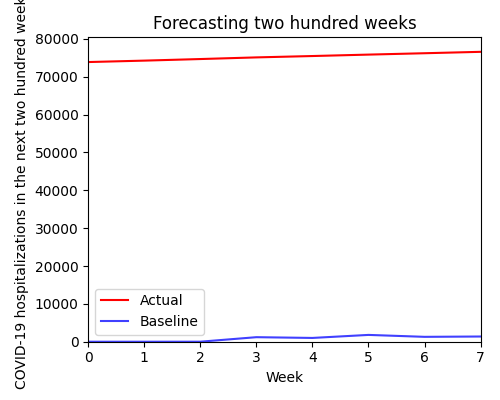 Forecasting two hundred weeks
COVID-19 hospitalizations in the next two hundred week
80000
70000
60000
50000
40000
30000
20000
10000
0
Actual
Baseline
0 1 2 3 4 5 6 7
Week